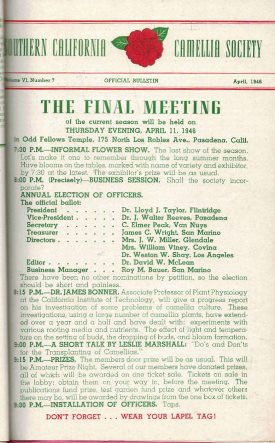 SOUTHERN CALIFORNIA CAMELLIA SOCIETY
Volume VI, Number 7 OFFICIAL BULLETIN April, 1946
THE FINAL MEETING
of the current season will be held on
THURSDAY EVENING, APRIL 11, 1946
in Odd Fellows Temple, 175 North Los Robles Ave., Pasadena, Calif.
7:30 P.M.—INFORMAL FLOWER SHOW. The last show of the season.
Let's make it one to remember through the long summer months.
Have blooms on the tables, marked with name of variety and exhibitor,
by 7:30 at the latest. The exhibitor's prize will be as usual.
8:00 P.M. (Precisely)—BUSINESS SESSION. Shall the society incor-
porate?
ANNUAL ELECTION OF OFFICERS.
The official ballot:
President . . . . . . Dr. Lloyd J. Taylor, Flintridge
Vice-President . . . . . Dr. J. Walter Reeves, Pasadena
Secretary . . . . . . C. Elmer Peak, Van Nuys
Treasurer . . . . . . James C. Wright, San Marino
Directors . . . . . . Mrs. J. W. Miller, Glendale
Mrs. William Viney, Covina
Dr. Weston W. Shay, Los Angeles
Editor . . . . . . . David W. McLean
Business Manager . . . . Roy M. Bauer, San Marino
There have been no other nominations by petition, so the election
should be short and painless.
8:15 P.M.—DR. JAMES BONNER, Associate Professor of Plant Physiology
at the California Institute of Technology, will give a progress report
on his investigation of some problems of camellia culture. These
investigations, using a large number of camellia plants, have extend-
ed over a year and a half and have dealt with: experiments with
various rooting media and nutrients. The effect of light and tempera-
ture on the setting of buds, the dropping of buds, and bloom formation.
9:00 P.M.—A SHORT TALK BY LESLIE MARSHALL: "Do's and Don'ts
for the Transplanting of Camellias."
9:15 P.M.—PRIZES. The members door prize as usual. This will be
Amateur Prize Night. Several of our members have donated prizes,
all of which will be awarded on one ticket sale. Tickets on sale in
the lobby: obtain them on your way in, before the meeting. The
publications fund prize, test garden fund prize and whatever others
there may be, will be awarded by drawing from the box of tickets.
9:00 P.M.—INSTALLATION OF OFFICERS. Taps.
DON'T FORGET . . . WEAR YOUR LAPEL TAG!